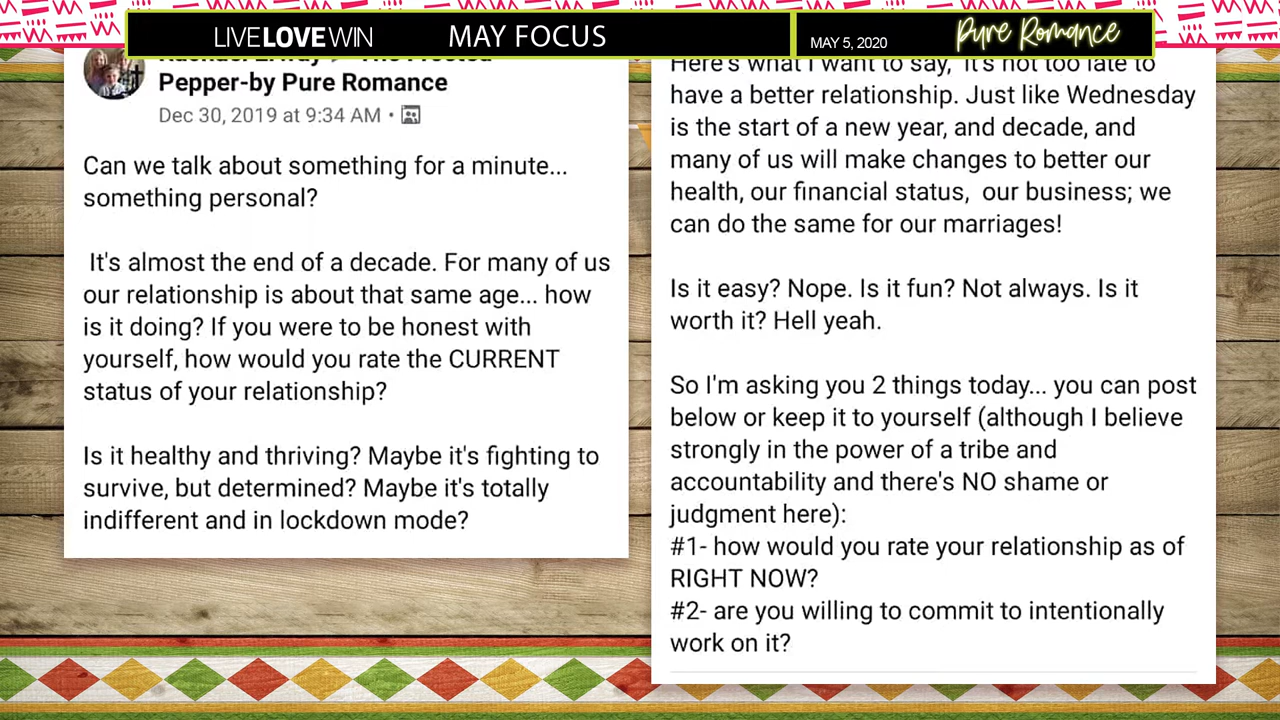 LIVELOVEWIN
MAY FOCUS
MAY 5, 2020
Pure Romance
Pepper-by Pure Romance
Dec 30, 2019 at 9:34 AM •
Can we talk about something for a minute...
something personal?
It's almost the end of a decade. For many of us
our relationship is about that same age... how
is it doing? If you were to be honest with
yourself, how would you rate the CURRENT
status of your relationship?
Is it healthy and thriving? Maybe it's fighting to
survive, but determined? Maybe it's totally
indifferent and in lockdown mode?
Here's what I want to say, it's not too late to
have a better relationship. Just like Wednesday
is the start of a new year, and decade, and
many of us will make changes to better our
health, our financial status, our business; we
can do the same for our marriages!
Is it easy? Nope. Is it fun? Not always. Is it
worth it? Hell yeah.
So I'm asking you 2 things today... you can post
below or keep it to yourself (although I believe
strongly in the power of a tribe and
accountability and there's NO shame or
judgment here):
#1- how would you rate your relationship as of
RIGHT NOW?
#2- are you willing to commit to intentionally
work on it?